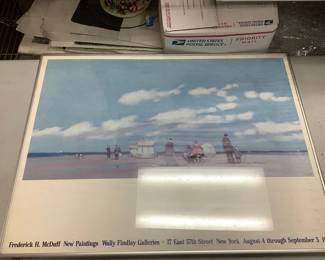 UNITED STATES
POSTAL SERVICE
PRIORITY
MAIL
Frederick H. McDuff New Paintings Wally Findlay Galleries • 17 East 57th Street New York August 4 through September 3